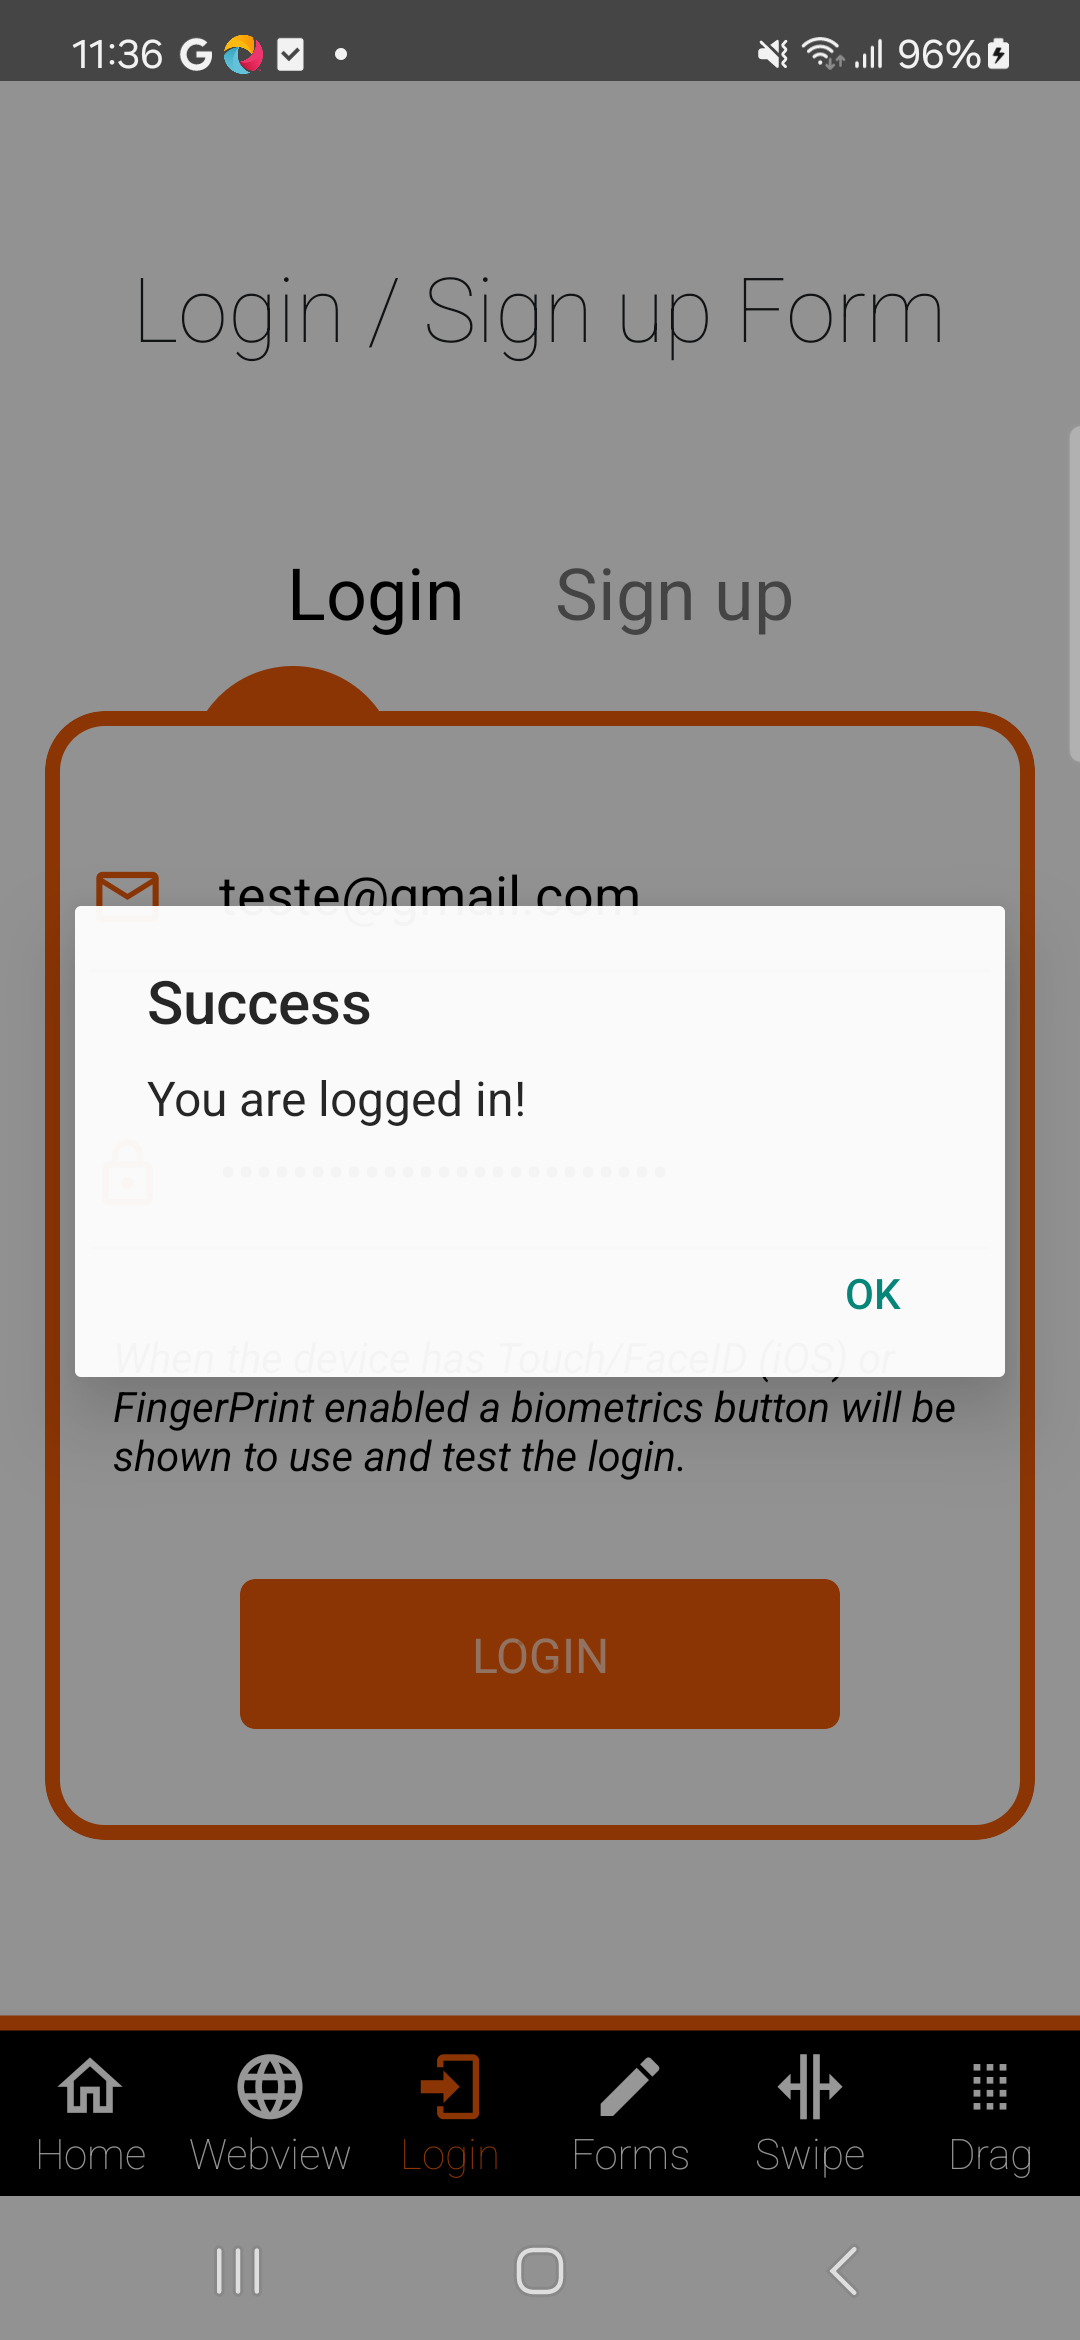 11:36 G 96%
Login / Sign up Form
Login Sign up
teste@gmail.com
Success
You are logged in!
OK
When the device has Touch/FaceID (iOS) or
FingerPrint enabled a biometrics button will be
shown to use and test the login.
LOGIN
Home Webview Login Forms Swipe Drag